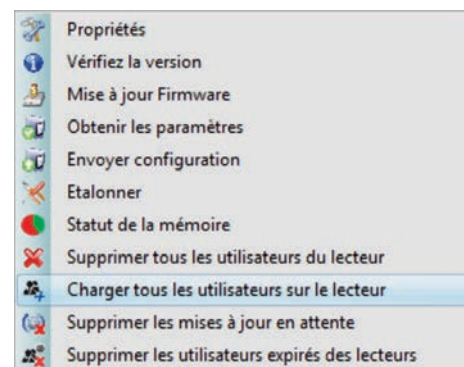 Propriétés
Vérifiez la version
Mise à jour Firmware
Obtenir les paramètres
Envoyer configuration
Etalonner
Statut de la mémoire
Supprimer tous les utilisateurs du lecteur
Charger tous les utilisateurs sur le lecteur
Supprimer les mises à jour en attente
Supprimer les utilisateurs expirés des lecteurs